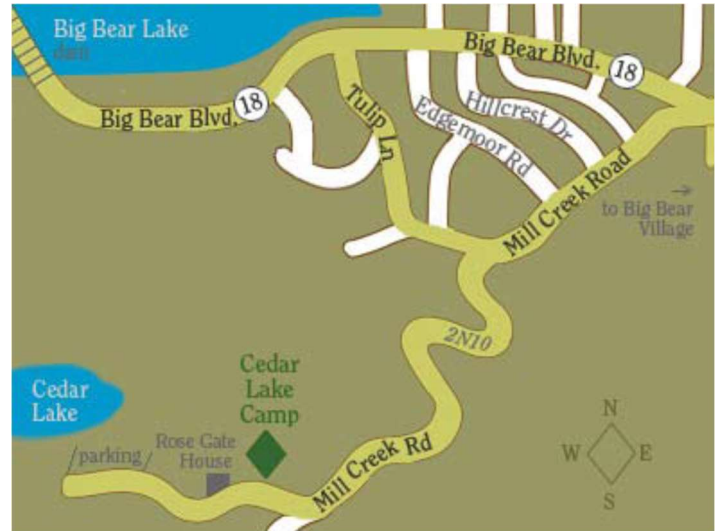 Big Bear Lake
dam
Big Bear Blvd.
18
Big Bear Blvd.
18
Tulip Ln
Edgemoor Rd
Hillcrest Dr
Mill Creek Road
→
to Big Bear
Village
2N10
Cedar
Lake
Cedar
Lake
Camp
/parking/
Rose Gate
House
Mill Creek Rd
N
W
E
S